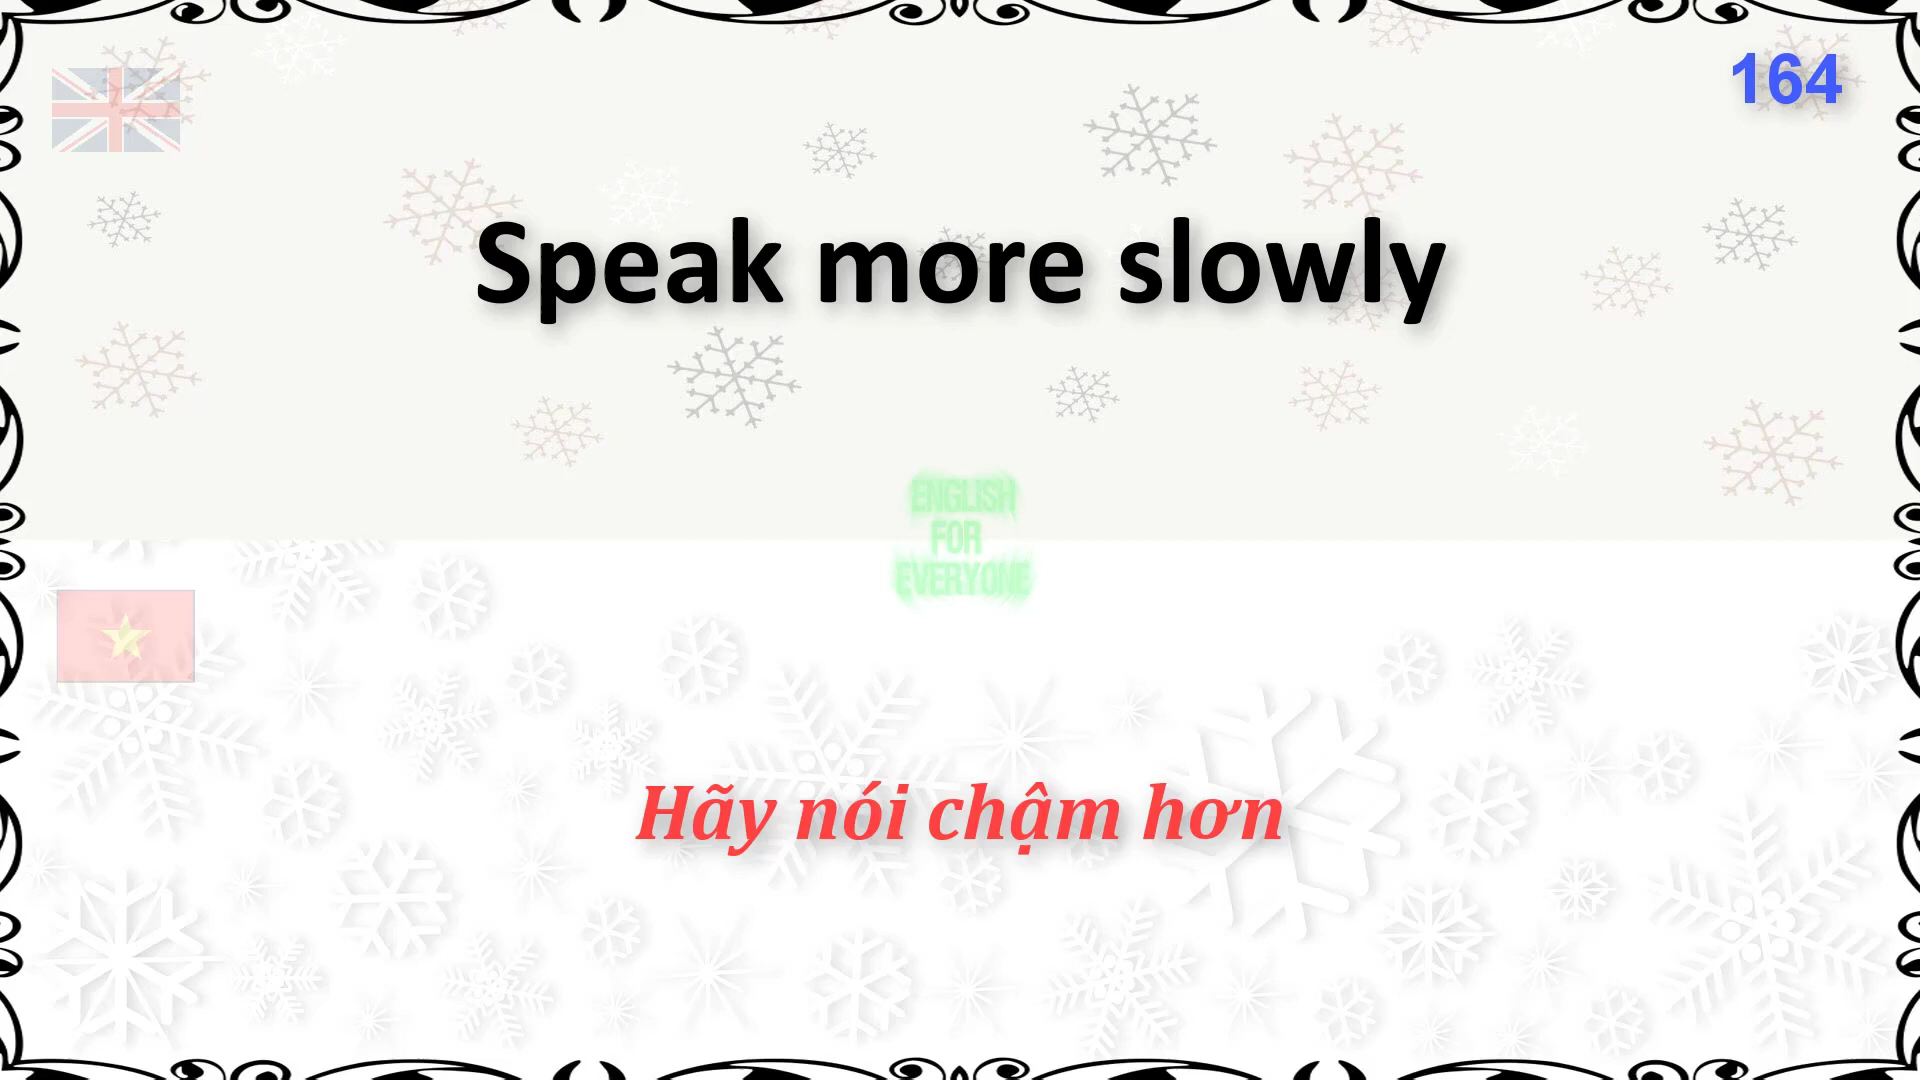 164
Speak more slowly
ENGLISH
FOR
EVERYONE
Hãy nói chậm hơn